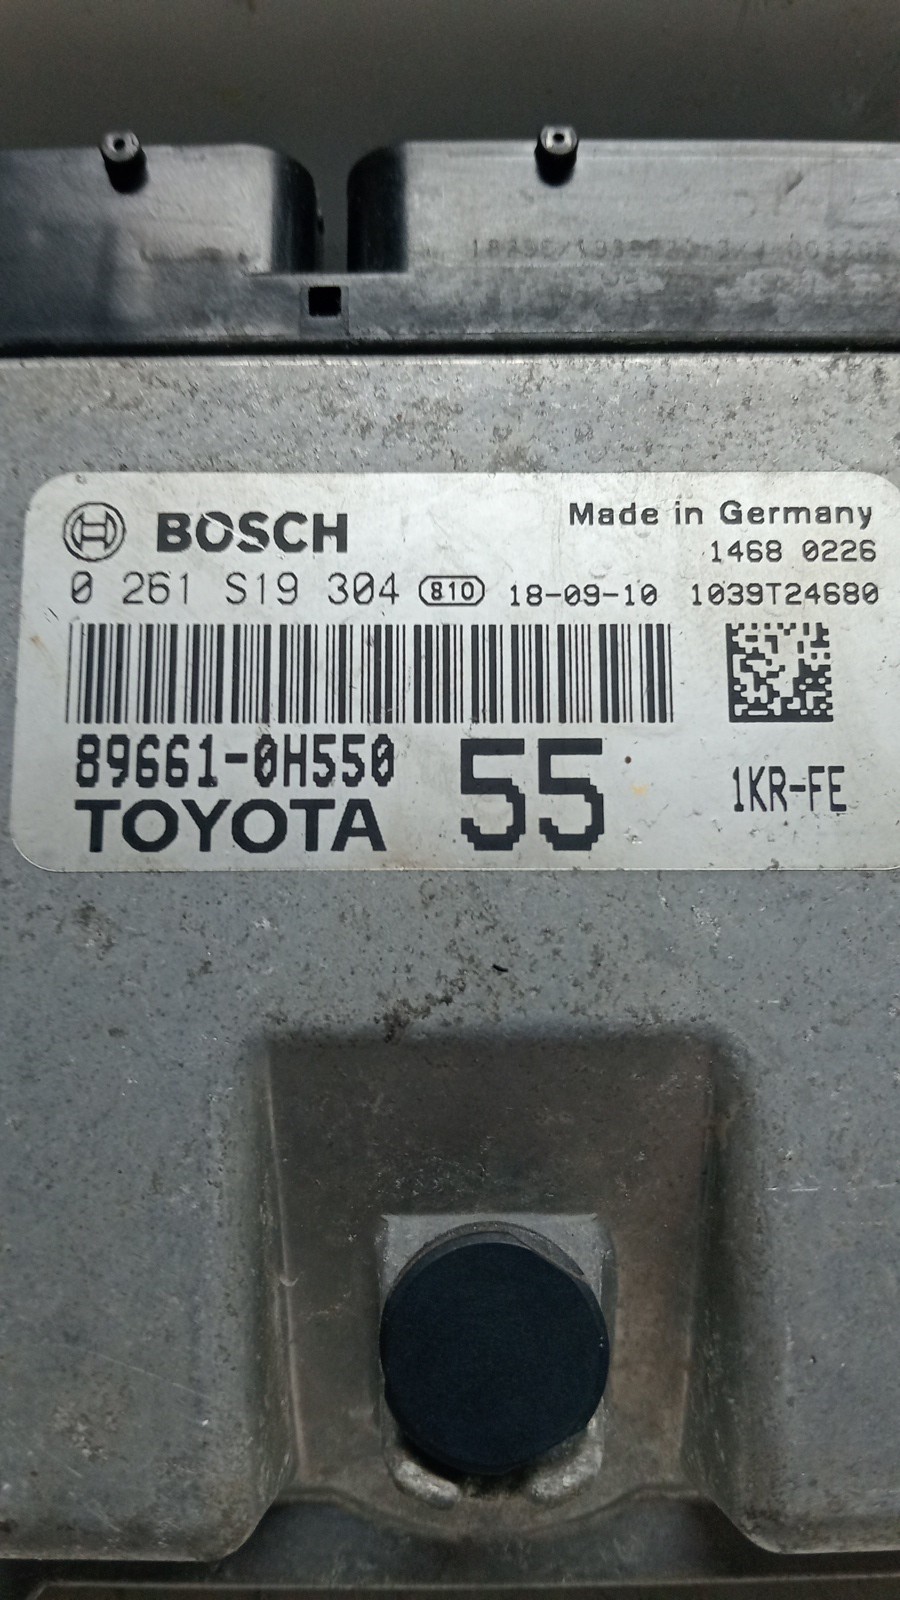 BOSCH
Made in Germany
1468 0226
0 261 S19 304 810 18-09-10 1039T24680
89661-0H550
TOYOTA
55
1KR-FE